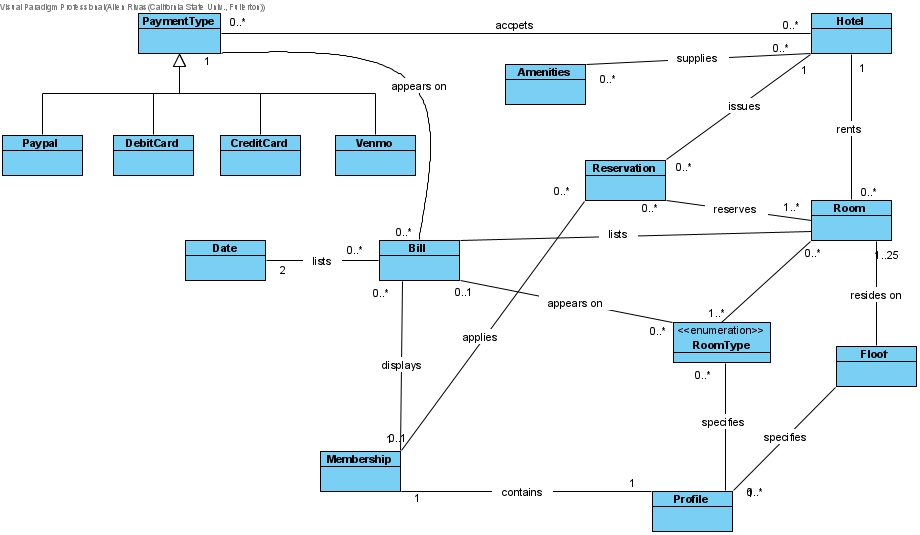 Visual Paradigm Professional(Allen Rivas(California State Univ., Fullerton))
PaymentType
0..*
accpets
0..*
Hotel
0..*
1
supplies
Amenities
0..*
1
1
appears on
issues
rents
Paypal
DebitCard
CreditCard
Venmo
Reservation
0..*
0..*
0..*
reserves
1..*
0..*
Room
0..*
Date
lists
0..*
Bill
lists
2
0..*
1..25
0..*
0..1
appears on
resides on
1..*
0..*
<<enumeration>>
RoomType
applies
displays
0..*
Floor
specifies
specifies
1
0..1
Membership
1
contains
1
Profile
0..*